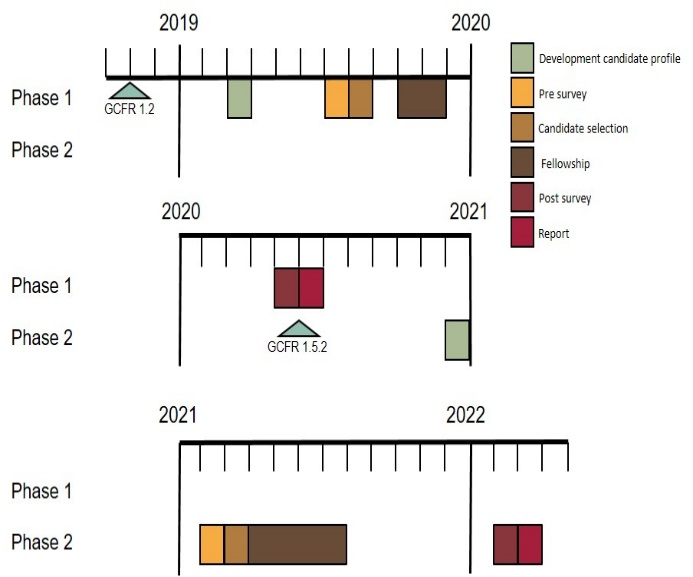 2019
2020
Phase 1
GCFR 1.2
Phase 2
Development candidate profile
Pre survey
Candidate selection
Fellowship
Post survey
Report
2020
2021
Phase 1
Phase 2
GCFR 1.5.2
2021
2022
Phase 1
Phase 2